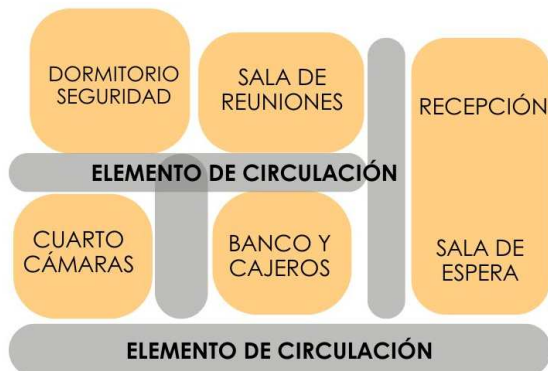 DORMITORIO
SEGURIDAD
SALA DE
REUNIONES
RECEPCIÓN
ELEMENTO DE CIRCULACIÓN
CUARTO
CÁMARAS
BANCO Y
CAJEROS
SALA DE
ESPERA
ELEMENTO DE CIRCULACIÓN